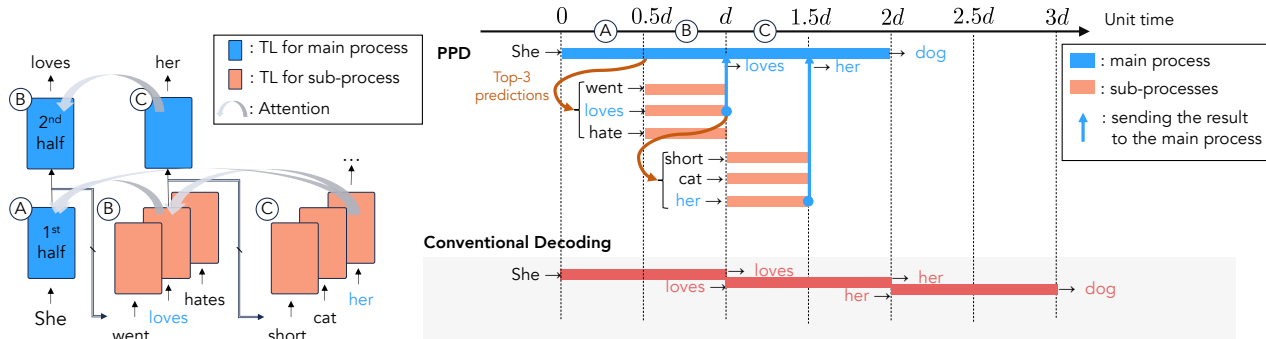 loves
her
B
C
2nd
half
: TL for main process
: TL for sub-process
: Attention
...
A
B
C
1st
half
She
went
loves
hates
short
cat
her
0
0.5d
d
1.5d
2d
2.5d
3d
Unit time
A
B
C
PPD
She →
→ dog
→ loves
→ her
Top-3
predictions
went →
loves →
hate →
short →
cat →
her →
: main process
: sub-processes
: sending the result
to the main process
Conventional Decoding
She →
→ loves
loves →
→ her
her →
→ dog